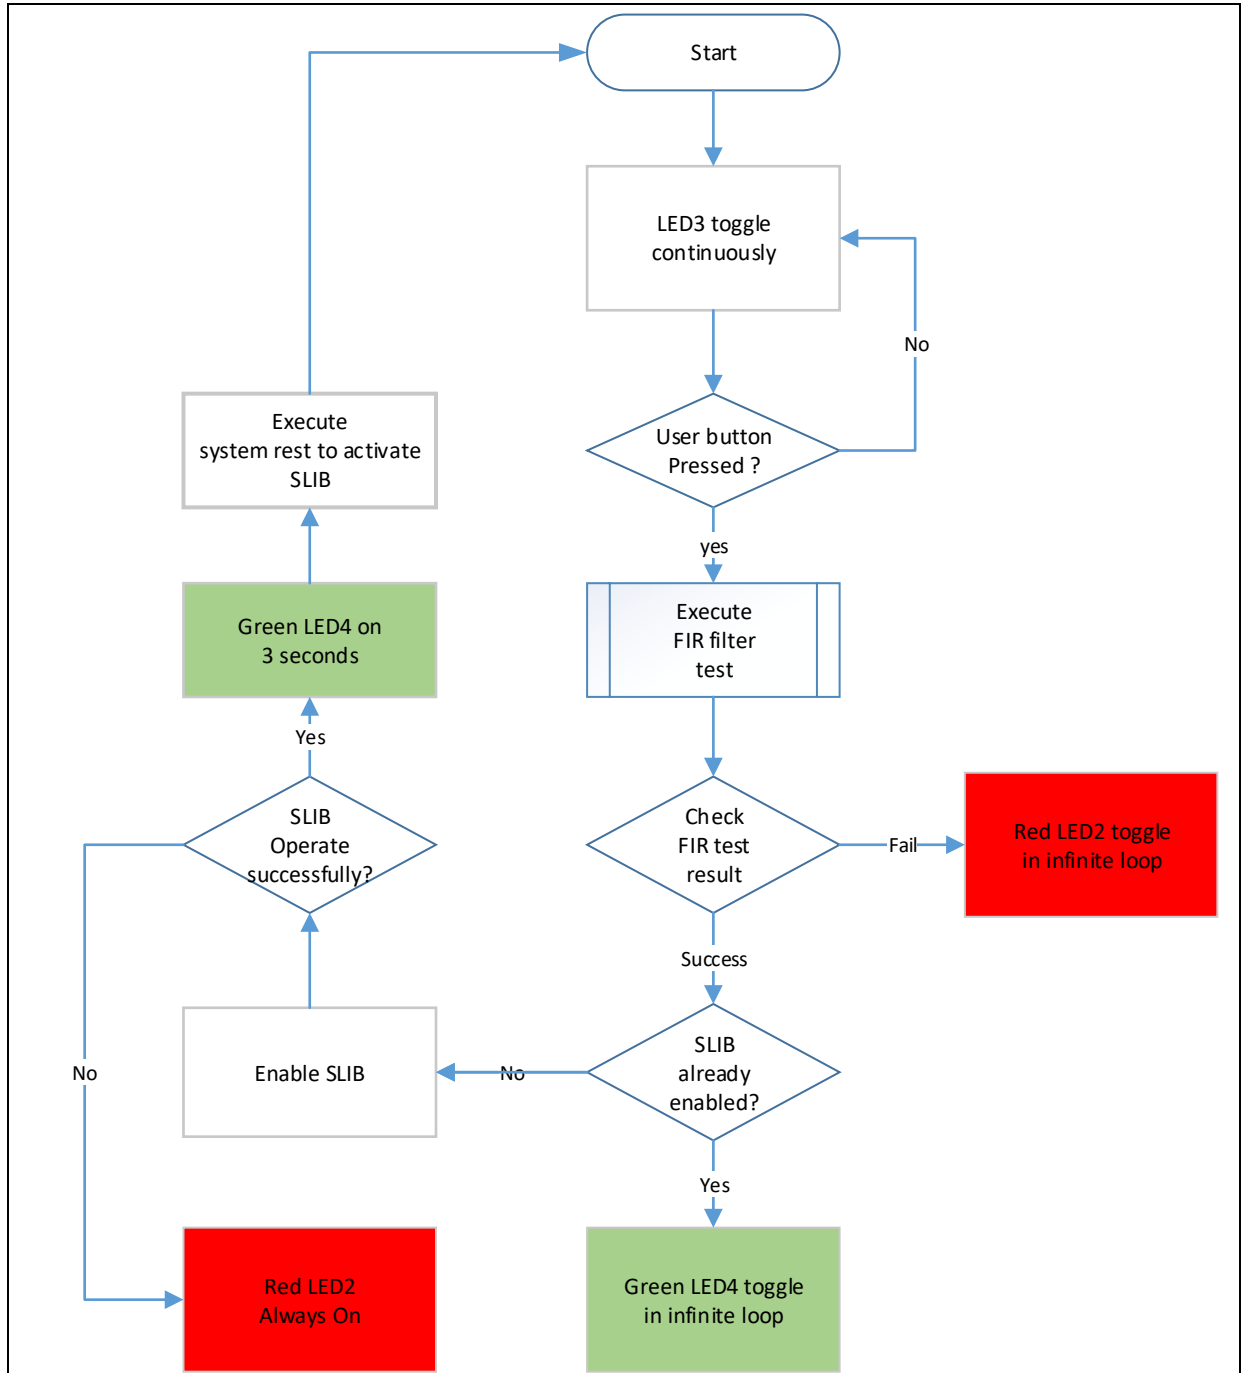 Start
LED3 toggle
continuously
No
User button
Pressed ?
yes
Execute
FIR filter
test
Check
FIR test
result
Fail
Red LED2 toggle
in infinite loop
Success
SLIB
already
enabled?
No
Yes
Green LED4 toggle
in infinite loop
Enable SLIB
SLIB
Operate
successfully?
Yes
Green LED4 on
3 seconds
Execute
system rest to activate
SLIB
No
Red LED2
Always On